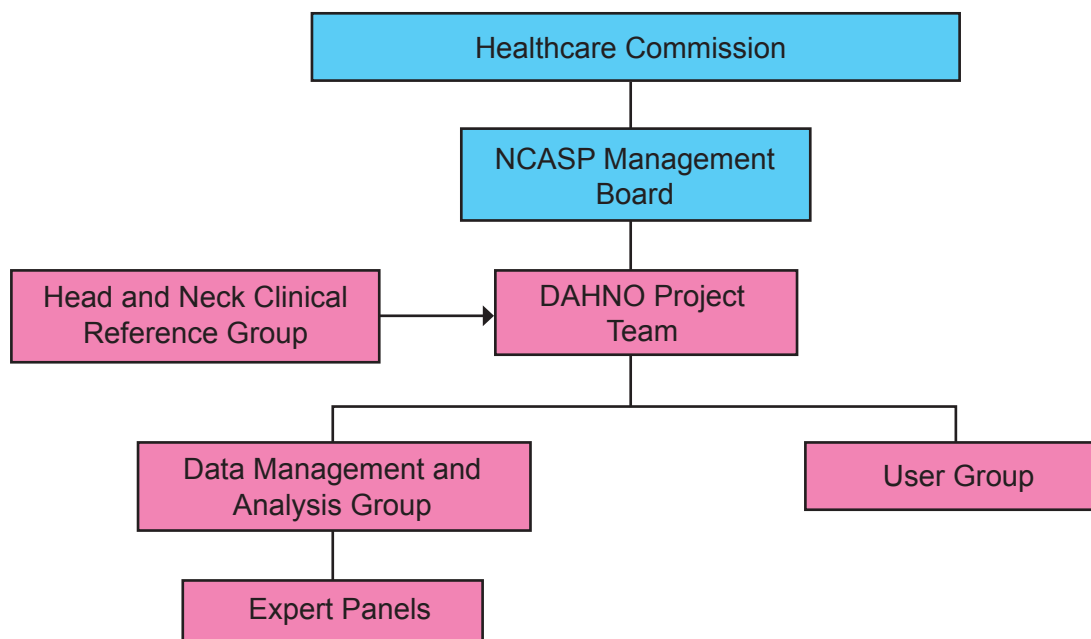 Healthcare Commission
NCASP Management
Board
Head and Neck Clinical
Reference Group
DAHNO Project
Team
Data Management and
Analysis Group
User Group
Expert Panels